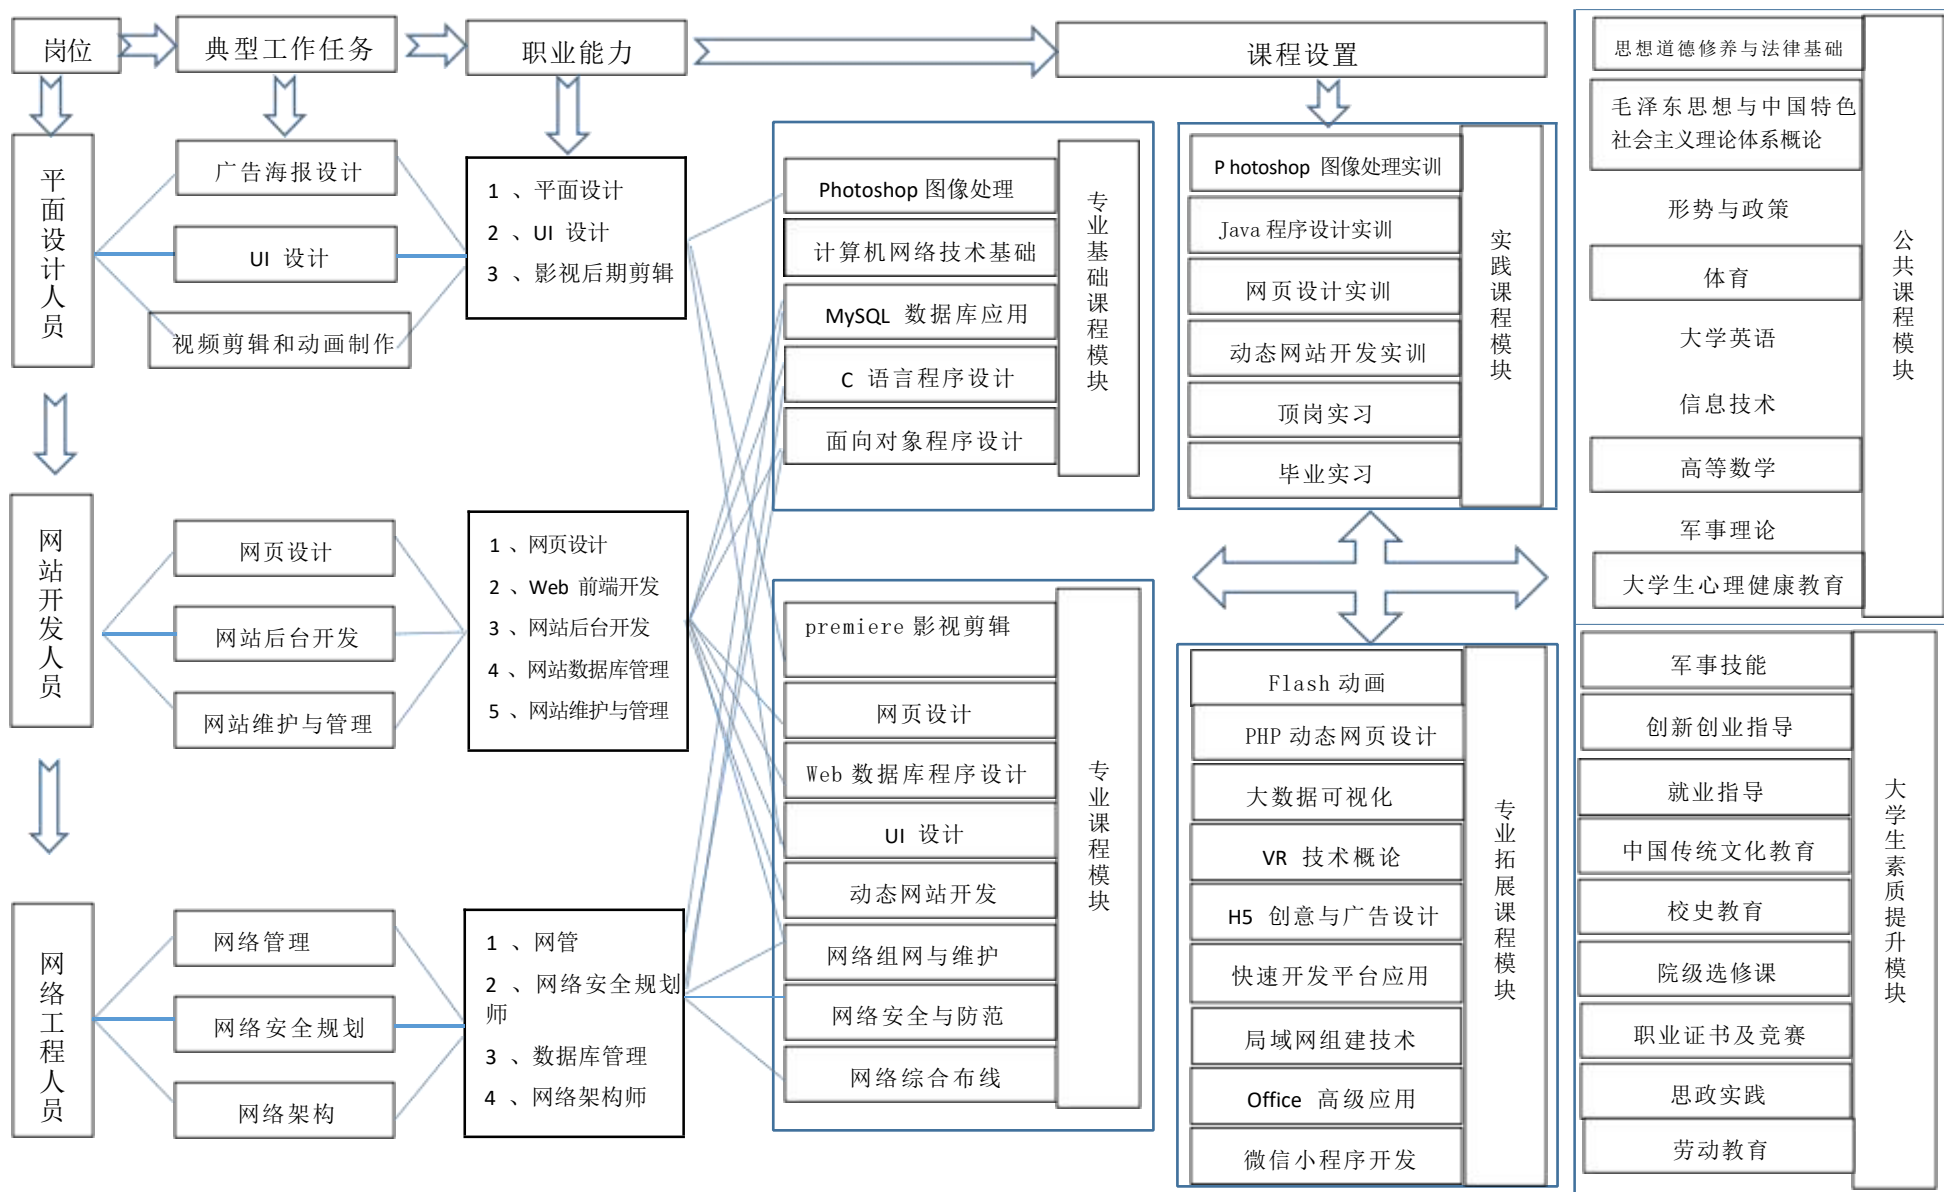 岗位
典型工作任务
职业能力
课程设置
平面设计人员
广告海报设计
UI 设计
视频剪辑和动画制作
1 、平面设计
2 、UI 设计
3 、影视后期剪辑
网站开发人员
网页设计
网站后台开发
网站维护与管理
1 、网页设计
2 、Web 前端开发
3 、网站后台开发
4 、网站数据库管理
5 、网站维护与管理
网络工程人员
网络管理
网络安全规划
网络架构
1 、网管
2 、网络安全规划
师
3 、数据库管理
4 、网络架构师
Photoshop 图像处理
计算机网络技术基础
MySQL 数据库应用
C 语言程序设计
面向对象程序设计
专业基础课程模块
premiere 影视剪辑
网页设计
Web 数据库程序设计
UI 设计
动态网站开发
网络组网与维护
网络安全与防范
网络综合布线
专业课程模块
P hotoshop 图像处理实训
Java 程序设计实训
网页设计实训
动态网站开发实训
顶岗实习
毕业实习
实践课程模块
Flash 动画
PHP 动态网页设计
大数据可视化
VR 技术概论
H5 创意与广告设计
快速开发平台应用
局域网组建技术
Office 高级应用
微信小程序开发
专业拓展课程模块
思想道德修养与法律基础
毛泽东思想与中国特色
社会主义理论体系概论
形势与政策
体育
大学英语
信息技术
高等数学
军事理论
大学生心理健康教育
公共课程模块
军事技能
创新创业指导
就业指导
中国传统文化教育
校史教育
院级选修课
职业证书及竞赛
思政实践
劳动教育
大学生素质提升模块